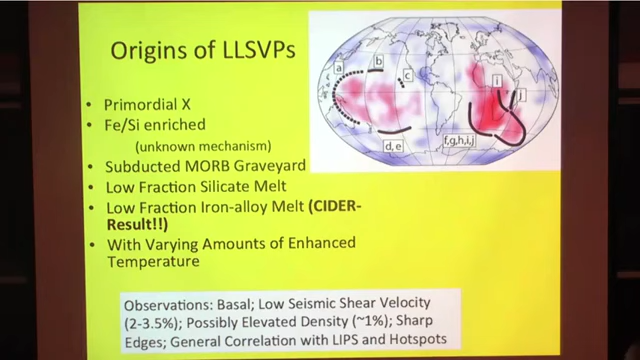 Origins of LLSVPs
• Primordial X
• Fe/Si enriched
(unknown mechanism)
• Subducted MORB Graveyard
• Low Fraction Silicate Melt
• Low Fraction Iron-alloy Melt (CIDER-
Result!!)
• With Varying Amounts of Enhanced
Temperature
a
b
c
d, e
f,g,h,i,j
i
j
Observations: Basal; Low Seismic Shear Velocity
(2-3.5%); Possibly Elevated Density (~1%); Sharp
Edges; General Correlation with LIPS and Hotspots